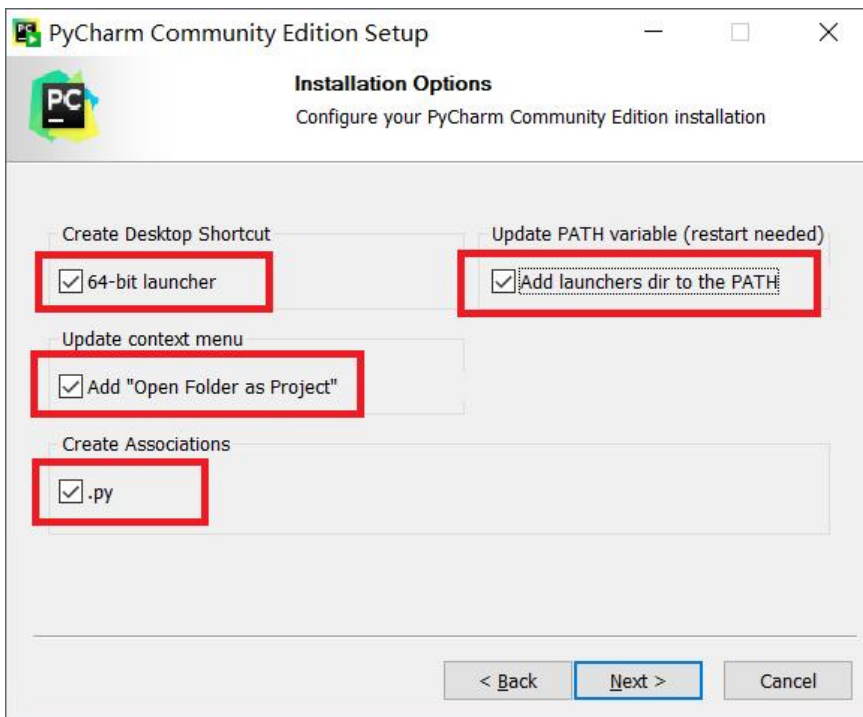 PyCharm Community Edition Setup
PC
Installation Options
Configure your PyCharm Community Edition installation
Create Desktop Shortcut
64-bit launcher
Update PATH variable (restart needed)
Add launchers dir to the PATH
Update context menu
Add "Open Folder as Project"
Create Associations
.py
< Back
Next >
Cancel